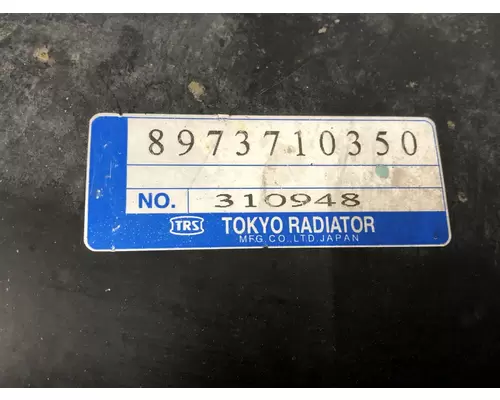 8973710350
NO. 310948
TRS TOKYO RADIATOR
MFG.CO.,LTD.JAPAN